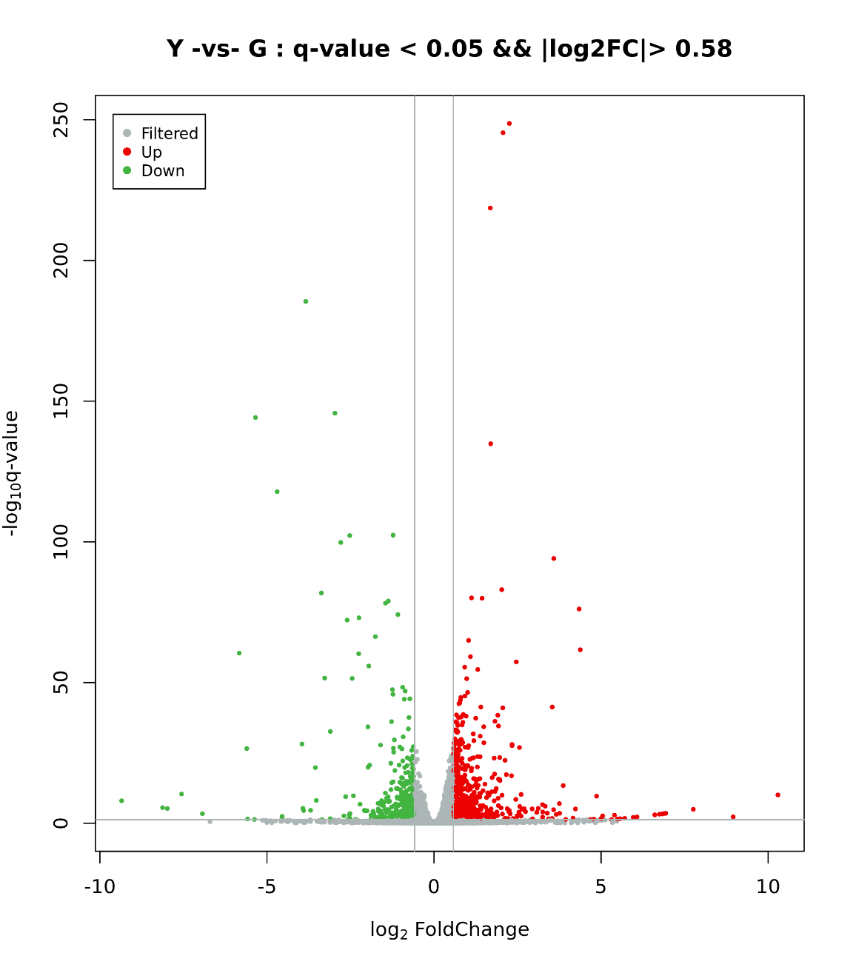 Y -vs- G : q-value < 0.05 && |log2FC|> 0.58
Filtered
Up
Down
250
200
150
100
50
0
-log10q-value
-10 -5 0 5 10
log2 FoldChange